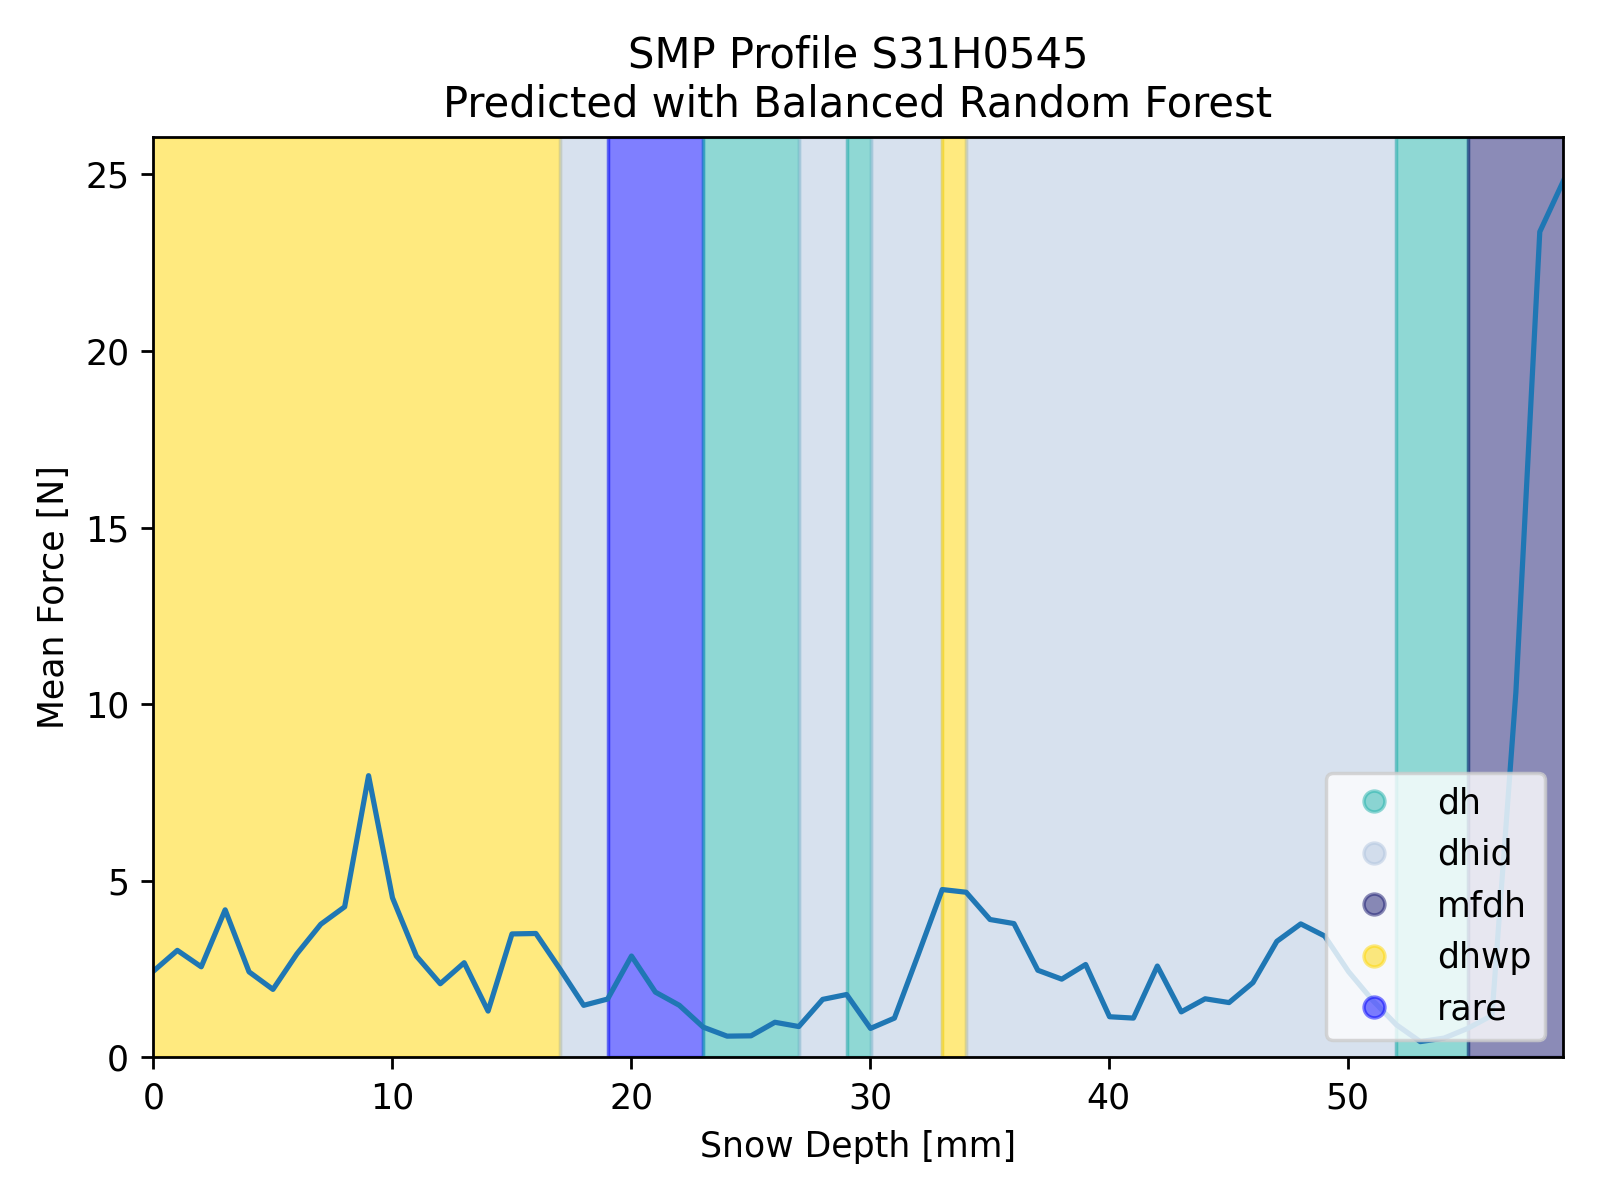 SMP Profile S31H0545
Predicted with Balanced Random Forest
Mean Force [N]
25
20
15
10
5
0
0 10 20 30 40 50
Snow Depth [mm]
dh
dhid
mfdh
dhwp
rare